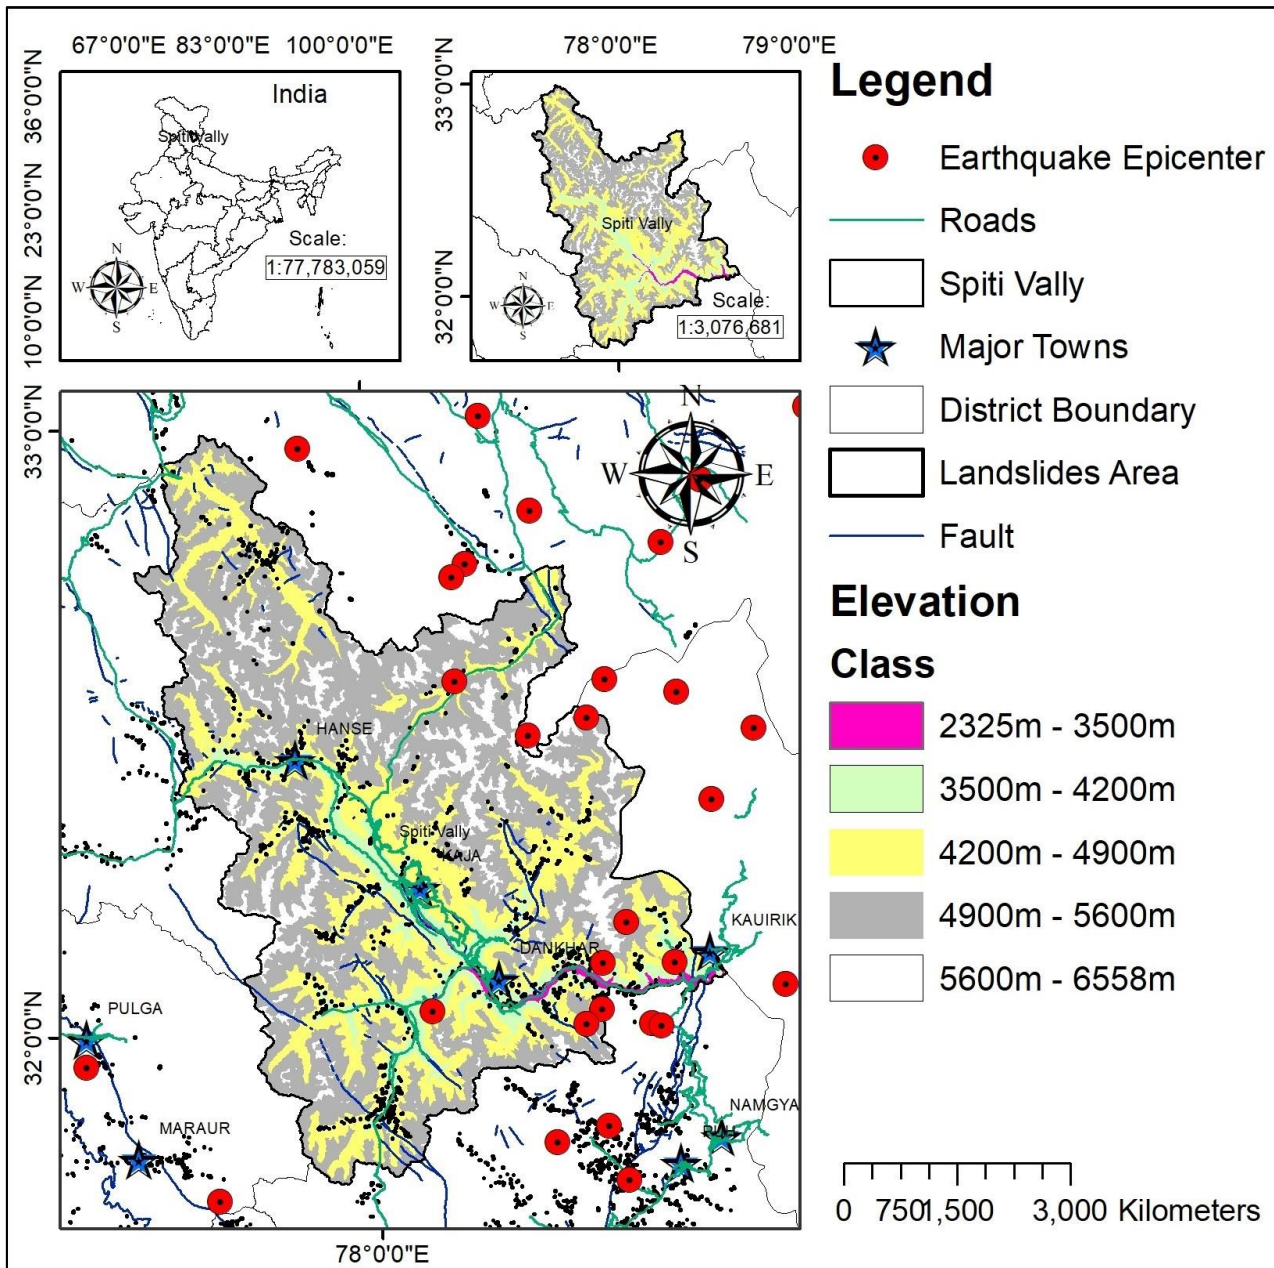 67°0'0"E 83°0'0"E 100°0'0"E
36°0'0"N
23°0'0"N
10°0'0"N
India
Spiti Vally
Scale:
1:77,783,059
N
W E
S
78°0'0"E 79°0'0"E
33°0'0"N
32°0'0"N
Spiti Vally
Scale:
1:3,076,681
N
W E
S
33°0'0"N
32°0'0"N
78°0'0"E
N
W E
S
HANSE
Spiti Vally
KAJA
DANKHAR
KAUIRIK
PULGA
MARAUR
NAMGYA
Legend
Earthquake Epicenter
Roads
Spiti Vally
Major Towns
District Boundary
Landslides Area
Fault
Elevation
Class
2325m - 3500m
3500m - 4200m
4200m - 4900m
4900m - 5600m
5600m - 6558m
0 750 1,500 3,000 Kilometers